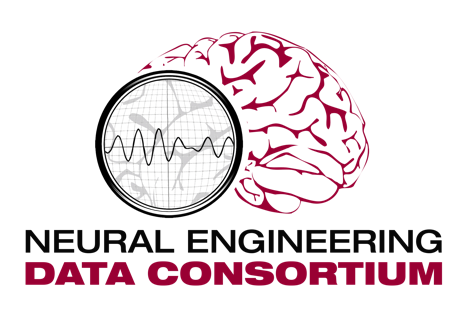 NEURAL ENGINEERING
DATA CONSORTIUM